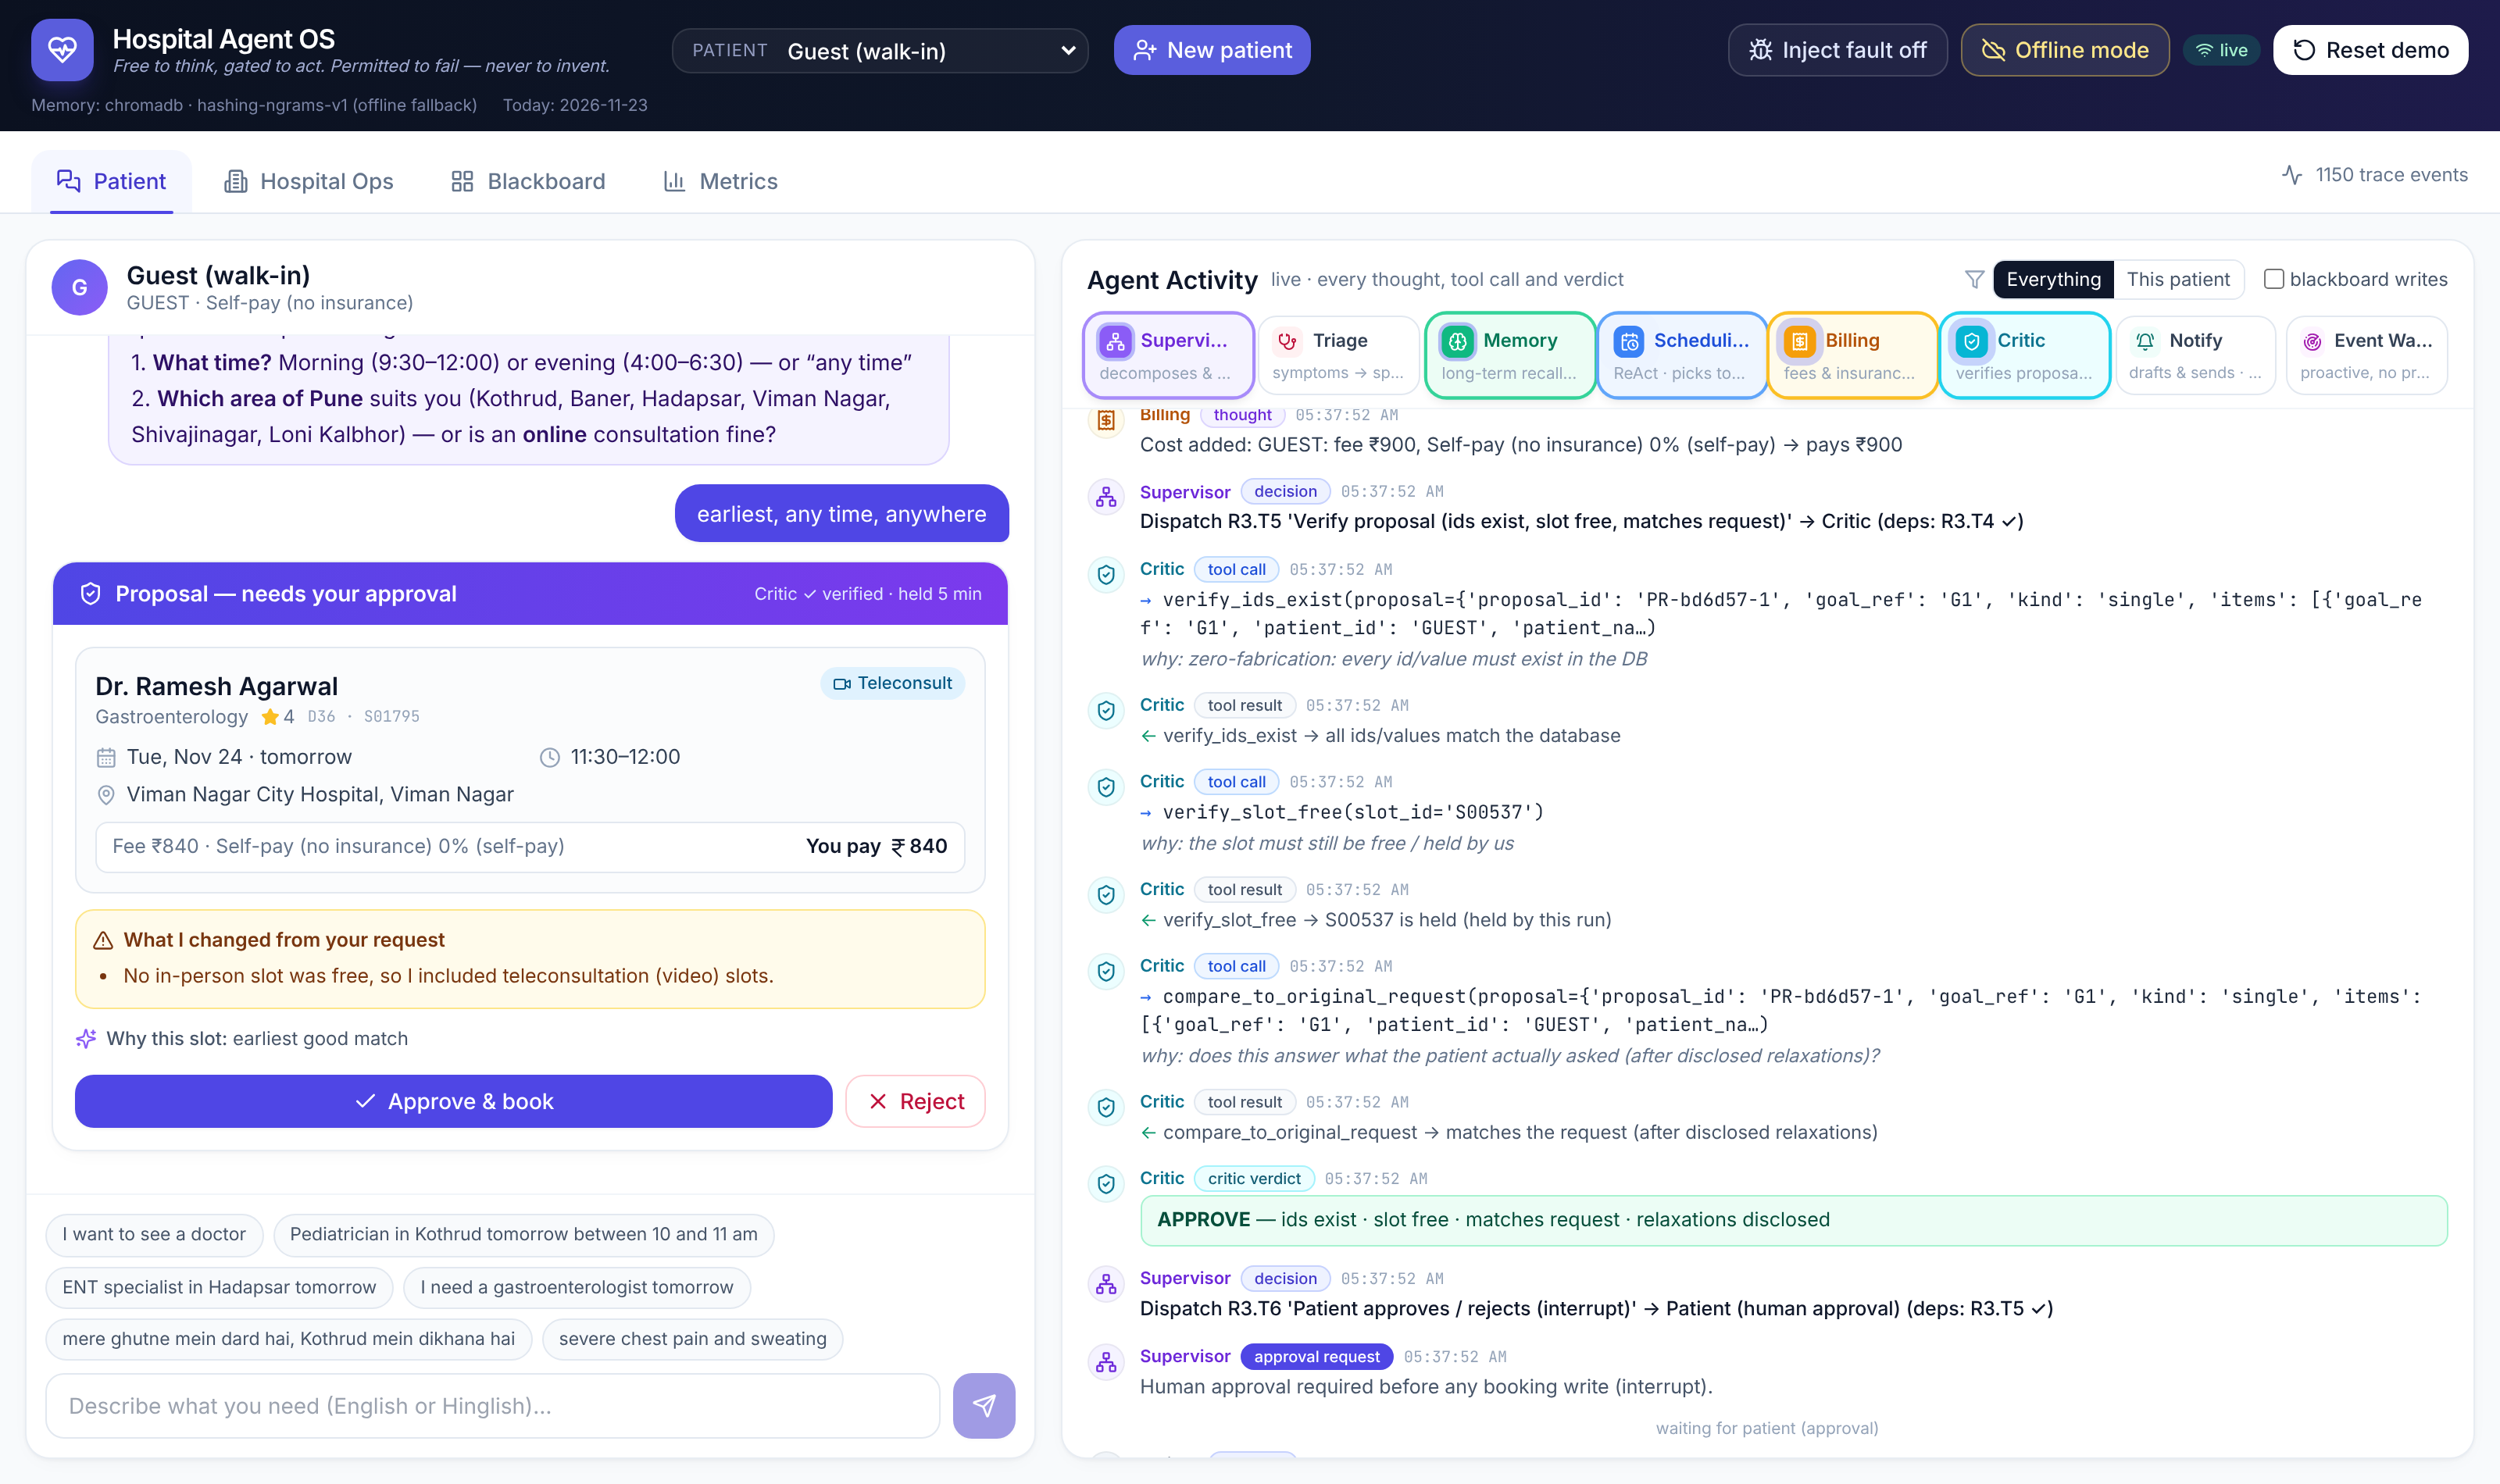 Hospital Agent OS
Free to think, gated to act. Permitted to fail — never to invent.
PATIENT Guest (walk-in)
New patient
Inject fault off
Offline mode
live
Reset demo
Memory: chromadb · hashing-ngrams-v1 (offline fallback) Today: 2026-11-23
Patient
Hospital Ops
Blackboard
Metrics
1150 trace events
G
Guest (walk-in)
GUEST · Self-pay (no insurance)
1. What time? Morning (9:30–12:00) or evening (4:00–6:30) — or “any time”
2. Which area of Pune suits you (Kothrud, Baner, Hadapsar, Viman Nagar,
Shivajinagar, Loni Kalbhor) — or is an online consultation fine?
earliest, any time, anywhere
Proposal — needs your approval
Critic ✓ verified · held 5 min
Dr. Ramesh Agarwal
Teleconsult
Gastroenterology 4 D36 · S01795
Tue, Nov 24 · tomorrow
11:30–12:00
Viman Nagar City Hospital, Viman Nagar
Fee ₹840 · Self-pay (no insurance) 0% (self-pay)
You pay ₹840
What I changed from your request
• No in-person slot was free, so I included teleconsultation (video) slots.
Why this slot: earliest good match
Approve & book
Reject
I want to see a doctor
Pediatrician in Kothrud tomorrow between 10 and 11 am
ENT specialist in Hadapsar tomorrow
I need a gastroenterologist tomorrow
mere ghutne mein dard hai, Kothrud mein dikhana hai
severe chest pain and sweating
Describe what you need (English or Hinglish)...
Agent Activity
live · every thought, tool call and verdict
Everything
This patient
blackboard writes
Supervi...
decomposes & ...
Triage
symptoms → sp...
Memory
long-term recall...
Scheduli...
ReAct · picks to...
Billing
fees & insuranc...
Critic
verifies proposa...
Notify
drafts & sends · ...
Event Wa...
proactive, no pr...
Billing thought 05:37:52 AM
Cost added: GUEST: fee ₹900, Self-pay (no insurance) 0% (self-pay) → pays ₹900
Supervisor decision 05:37:52 AM
Dispatch R3.T5 'Verify proposal (ids exist, slot free, matches request)' → Critic (deps: R3.T4 ✓)
Critic tool call 05:37:52 AM
→ verify_ids_exist(proposal={'proposal_id': 'PR-bd6d57-1', 'goal_ref': 'G1', 'kind': 'single', 'items': [{'goal_re
f': 'G1', 'patient_id': 'GUEST', 'patient_na…)
why: zero-fabrication: every id/value must exist in the DB
Critic tool result 05:37:52 AM
← verify_ids_exist → all ids/values match the database
Critic tool call 05:37:52 AM
→ verify_slot_free(slot_id='S00537')
why: the slot must still be free / held by us
Critic tool result 05:37:52 AM
← verify_slot_free → S00537 is held (held by this run)
Critic tool call 05:37:52 AM
→ compare_to_original_request(proposal={'proposal_id': 'PR-bd6d57-1', 'goal_ref': 'G1', 'kind': 'single', 'items':
[{'goal_ref': 'G1', 'patient_id': 'GUEST', 'patient_na…)
why: does this answer what the patient actually asked (after disclosed relaxations)?
Critic tool result 05:37:52 AM
← compare_to_original_request → matches the request (after disclosed relaxations)
Critic critic verdict 05:37:52 AM
APPROVE — ids exist · slot free · matches request · relaxations disclosed
Supervisor decision 05:37:52 AM
Dispatch R3.T6 'Patient approves / rejects (interrupt)' → Patient (human approval) (deps: R3.T5 ✓)
Supervisor approval request 05:37:52 AM
Human approval required before any booking write (interrupt).
waiting for patient (approval)